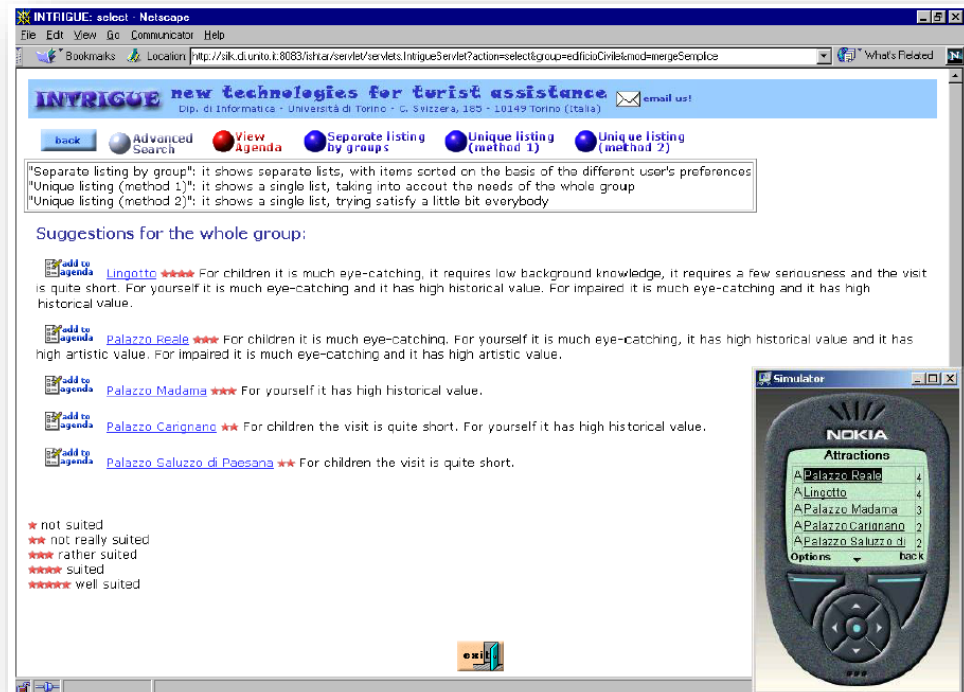 INTRIGUE: select - Netscape
File Edit View Go Communicator Help
Bookmarks Location http://silk.di.unito.it:8083/ishtar/servlet/servlets.IntrigueServlet?action=select&group=edificioCivile&mod=mergeSemplice What's Related
INTRIGUE new technologies for turist assistance email us!
Dip. di Informatica - Università di Torino - C. Svizzera, 185 - 10149 Torino (Italia)
back Advanced Search View Agenda Separate listing by groups Unique listing (method 1) Unique listing (method 2)
"Separate listing by group": it shows separate lists, with items sorted on the basis of the different user's preferences
"Unique listing (method 1)": it shows a single list, taking into accout the needs of the whole group
"Unique listing (method 2)": it shows a single list, trying satisfy a little bit everybody
Suggestions for the whole group:
add to agenda Lingotto **** For children it is much eye-catching, it requires low background knowledge, it requires a few seriousness and the visit
is quite short. For yourself it is much eye-catching and it has high historical value. For impaired it is much eye-catching and it has high
historical value.
add to agenda Palazzo Reale *** For children it is much eye-catching. For yourself it is much eye-catching, it has high historical value and it has
high artistic value. For impaired it is much eye-catching and it has high artistic value.
add to agenda Palazzo Madama *** For yourself it has high historical value.
add to agenda Palazzo Carignano ** For children the visit is quite short. For yourself it has high historical value.
add to agenda Palazzo Saluzzo di Paesana ** For children the visit is quite short.
* not suited
** not really suited
*** rather suited
**** suited
***** well suited
exit
Simulator
NOKIA
Attractions
A Palazzo Reale 4
A Lingotto 4
A Palazzo Madama 3
A Palazzo Carignano 2
A Palazzo Saluzzo di 2
Options back